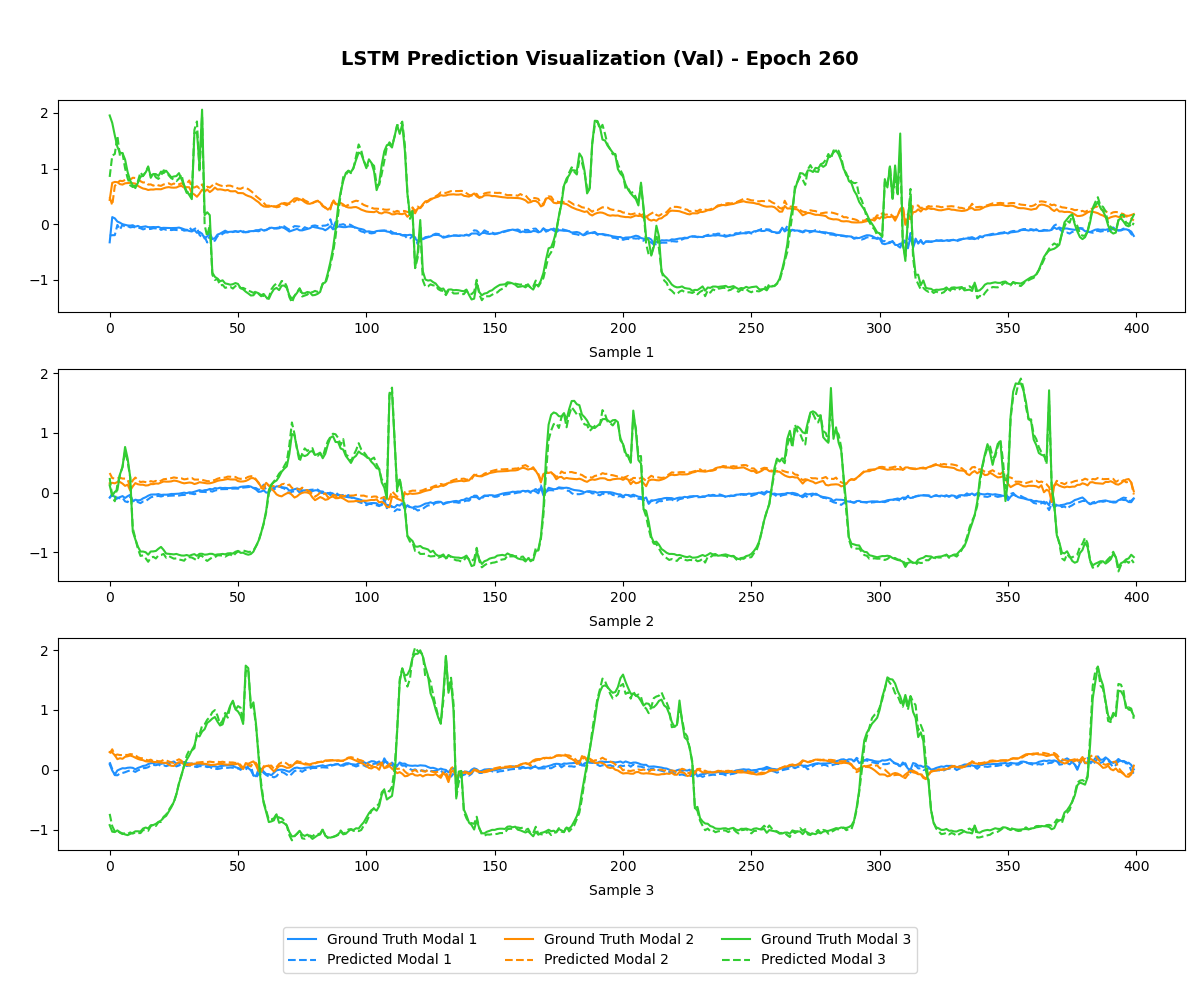 LSTM Prediction Visualization (Val) - Epoch 260
2
1
0
−1
0 50 100 150 200 250 300 350 400
Sample 1
2
1
0
−1
0 50 100 150 200 250 300 350 400
Sample 2
2
1
0
−1
0 50 100 150 200 250 300 350 400
Sample 3
Ground Truth Modal 1 Ground Truth Modal 2 Ground Truth Modal 3
Predicted Modal 1 Predicted Modal 2 Predicted Modal 3